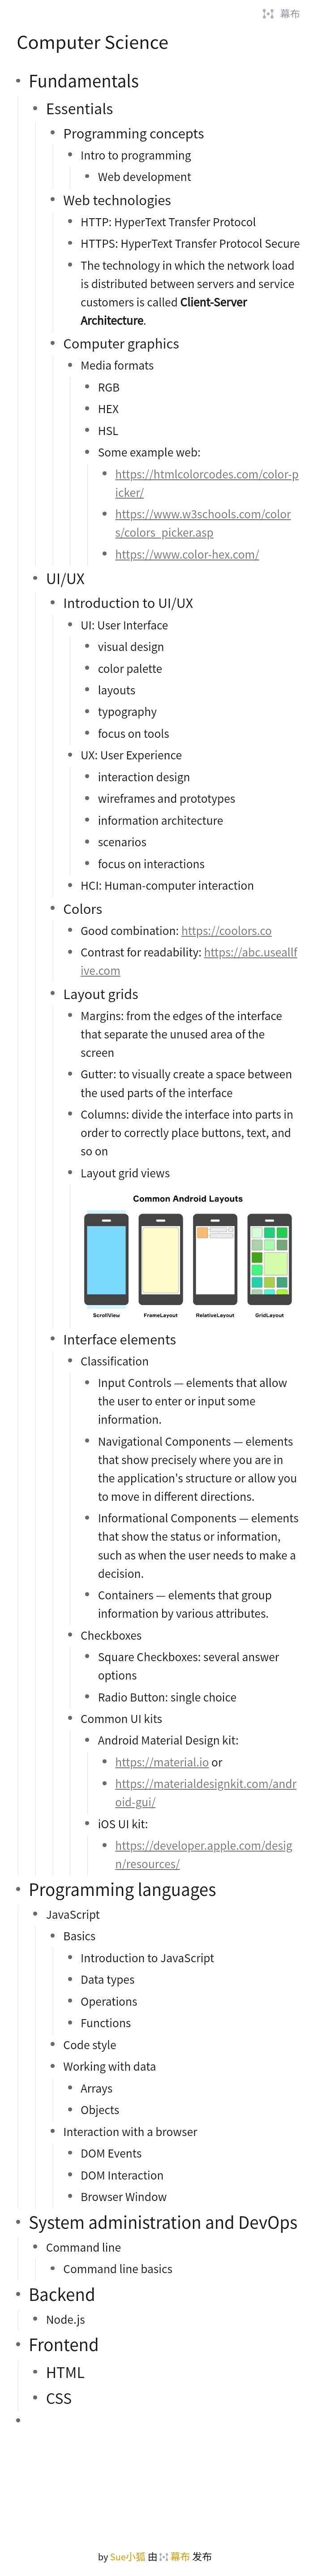 幕布
Computer Science
Fundamentals
Essentials
Programming concepts
Intro to programming
Web development
Web technologies
HTTP: HyperText Transfer Protocol
HTTPS: HyperText Transfer Protocol Secure
The technology in which the network load
is distributed between servers and service
customers is called Client-Server
Architecture.
Computer graphics
Media formats
RGB
HEX
HSL
Some example web:
https://htmlcolorcodes.com/color-p
icker/
https://www.w3schools.com/color
s/colors_picker.asp
https://www.color-hex.com/
UI/UX
Introduction to UI/UX
UI: User Interface
visual design
color palette
layouts
typography
focus on tools
UX: User Experience
interaction design
wireframes and prototypes
information architecture
scenarios
focus on interactions
HCI: Human-computer interaction
Colors
Good combination: https://coolors.co
Contrast for readability: https://abc.useallf
ive.com
Layout grids
Margins: from the edges of the interface
that separate the unused area of the
screen
Gutter: to visually create a space between
the used parts of the interface
Columns: divide the interface into parts in
order to correctly place buttons, text, and
so on
Layout grid views
Common Android Layouts
ScrollView FrameLayout RelativeLayout GridLayout
Interface elements
Classification
Input Controls — elements that allow
the user to enter or input some
information.
Navigational Components — elements
that show precisely where you are in
the application's structure or allow you
to move in different directions.
Informational Components — elements
that show the status or information,
such as when the user needs to make a
decision.
Containers — elements that group
information by various attributes.
Checkboxes
Square Checkboxes: several answer
options
Radio Button: single choice
Common UI kits
Android Material Design kit:
https://material.io or
https://materialdesignkit.com/andr
oid-gui/
iOS UI kit:
https://developer.apple.com/desig
n/resources/
Programming languages
JavaScript
Basics
Introduction to JavaScript
Data types
Operations
Functions
Code style
Working with data
Arrays
Objects
Interaction with a browser
DOM Events
DOM Interaction
Browser Window
System administration and DevOps
Command line
Command line basics
Backend
Node.js
Frontend
HTML
CSS
by Sue小狐 由 幕布 发布